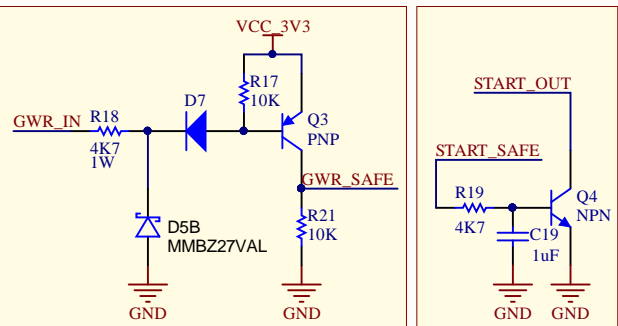 VCC_3V3
R17
10K
D7
Q3
PNP
GWR_IN
R18
4K7
1W
GWR_SAFE
D5B
MMBZ27VAL
R21
10K
GND
GND
START_OUT
START_SAFE
R19
4K7
Q4
NPN
C19
1uF
GND
GND